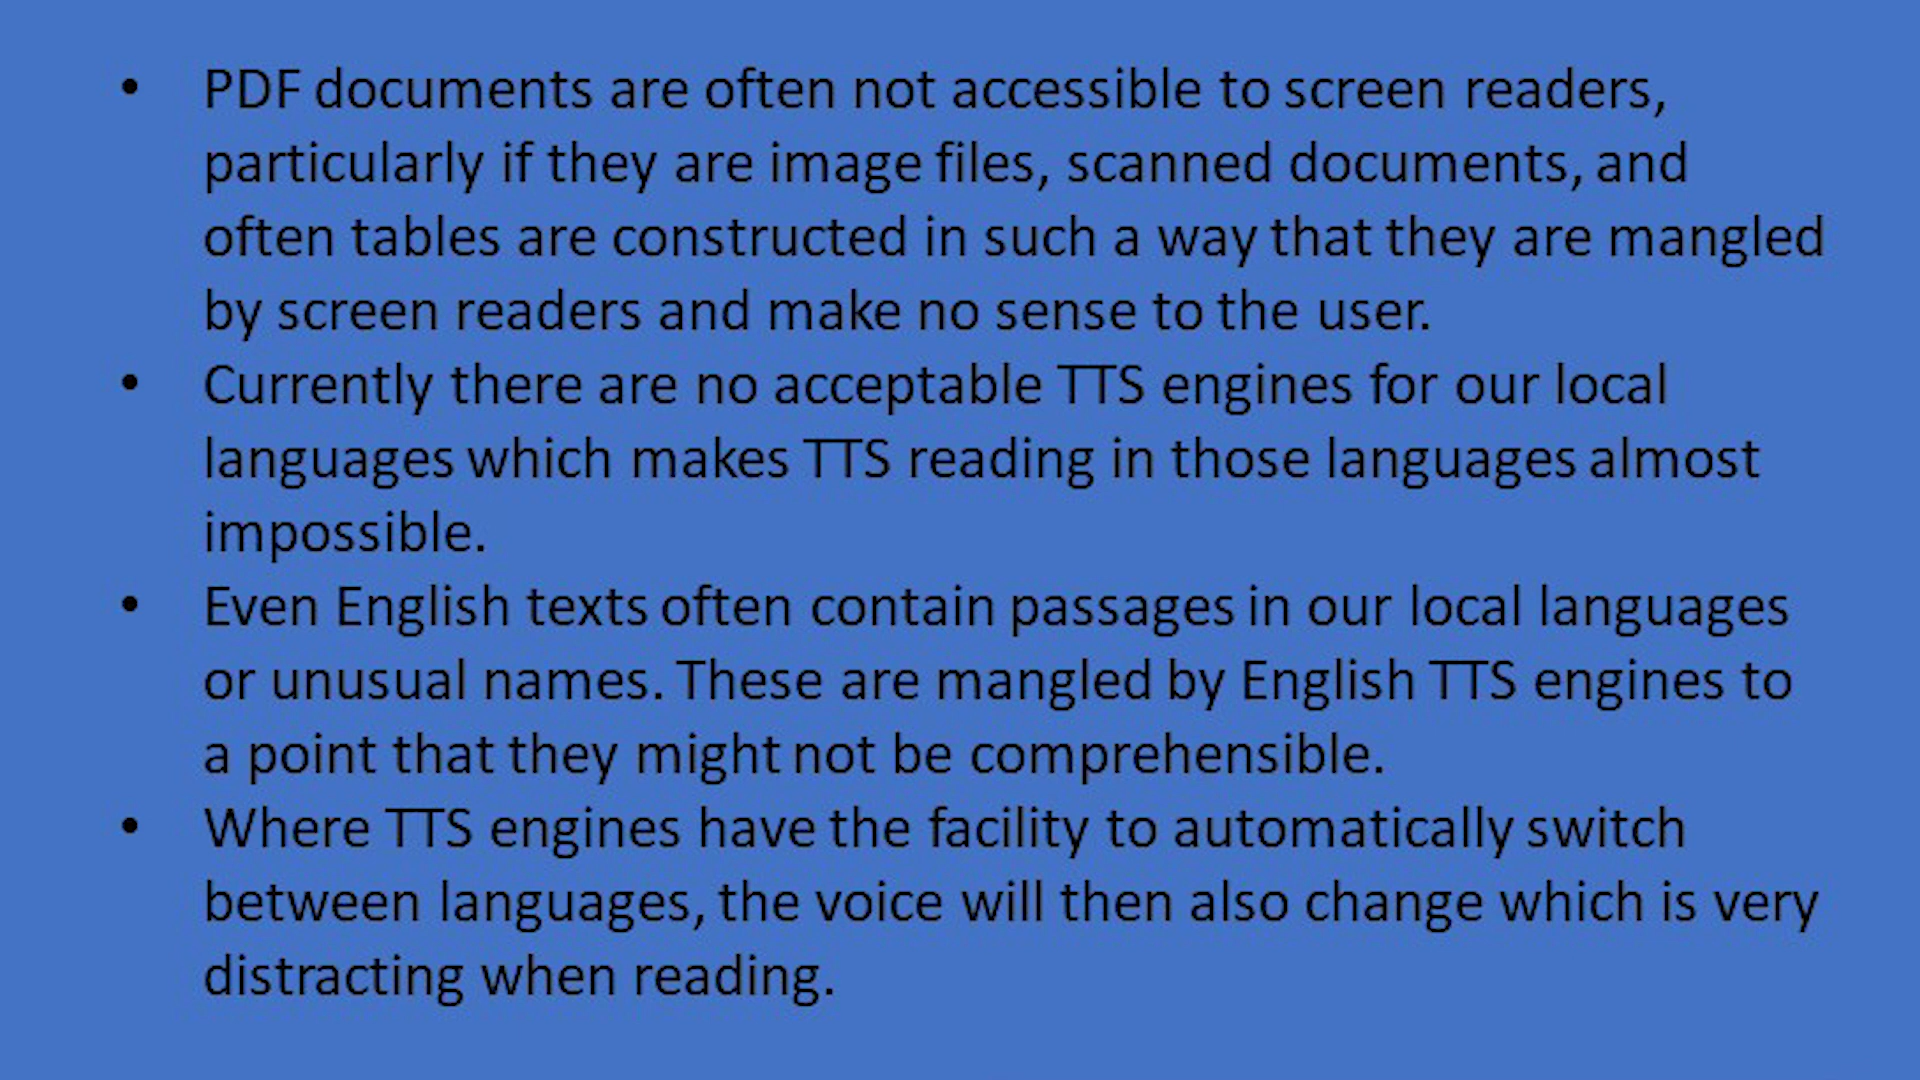 • PDF documents are often not accessible to screen readers,
particularly if they are image files, scanned documents, and
often tables are constructed in such a way that they are mangled
by screen readers and make no sense to the user.
• Currently there are no acceptable TTS engines for our local
languages which makes TTS reading in those languages almost
impossible.
• Even English texts often contain passages in our local languages
or unusual names. These are mangled by English TTS engines to
a point that they might not be comprehensible.
• Where TTS engines have the facility to automatically switch
between languages, the voice will then also change which is very
distracting when reading.